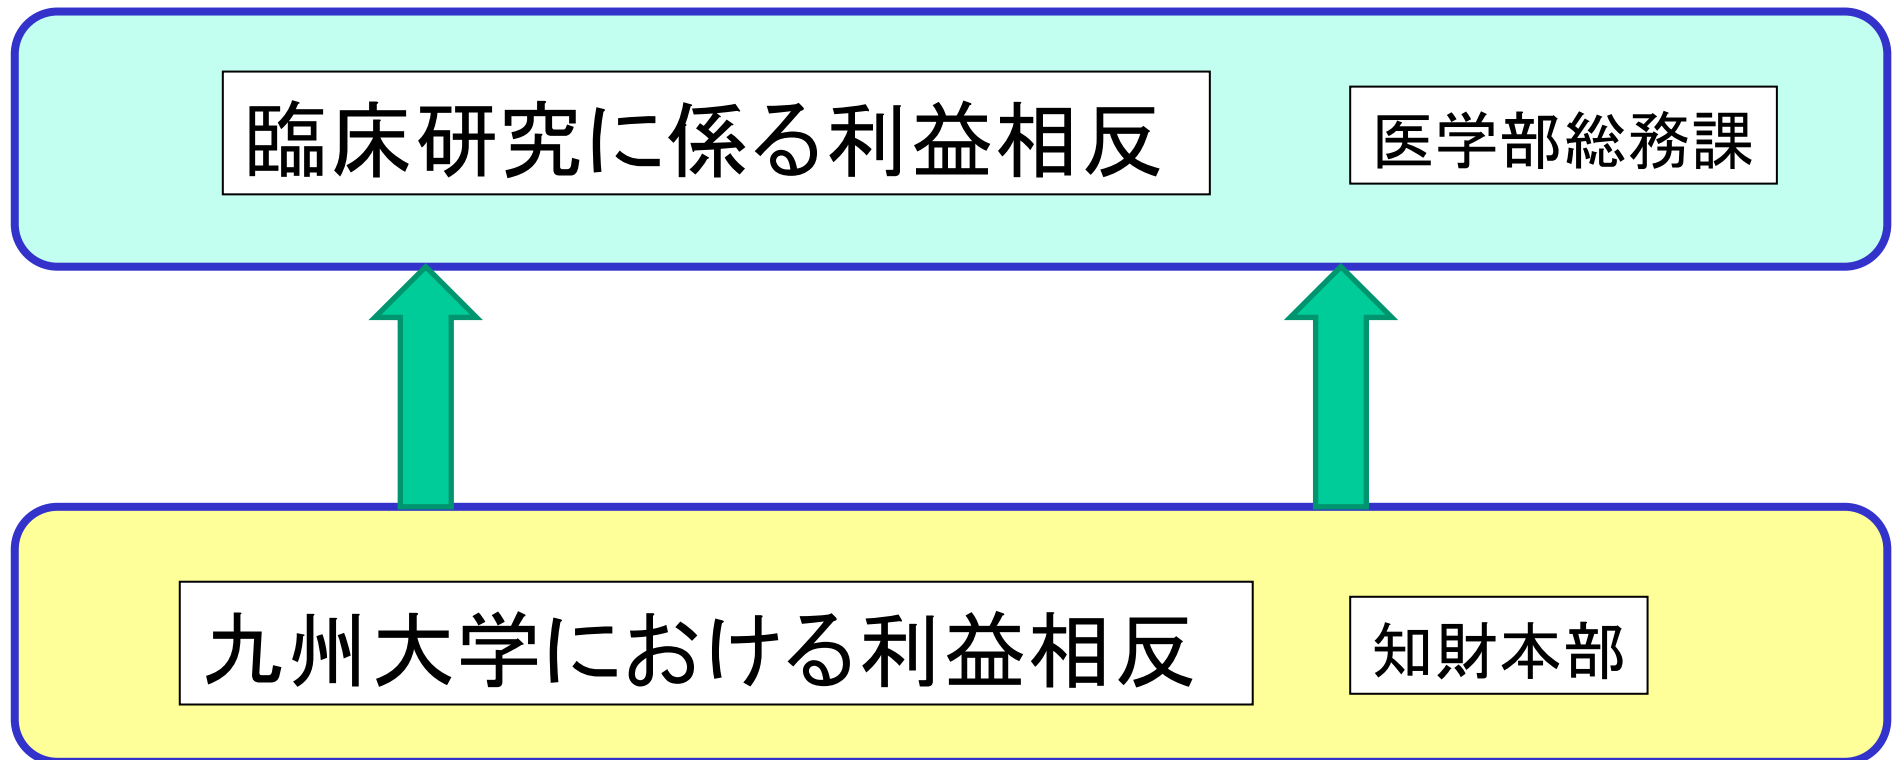 臨床研究に係る利益相反
医学部総務課
九州大学における利益相反
知財本部